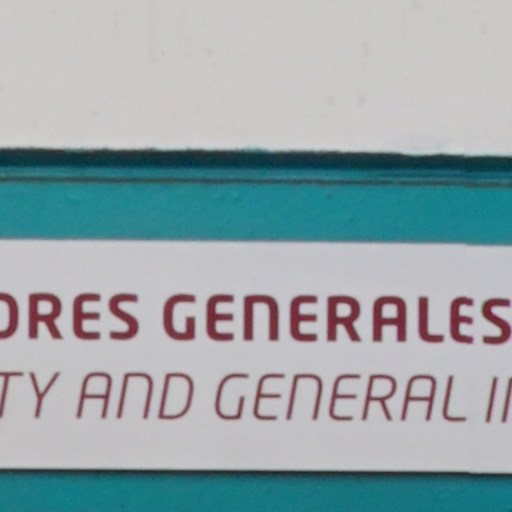 ORES GENERALES
TY AND GENERAL I